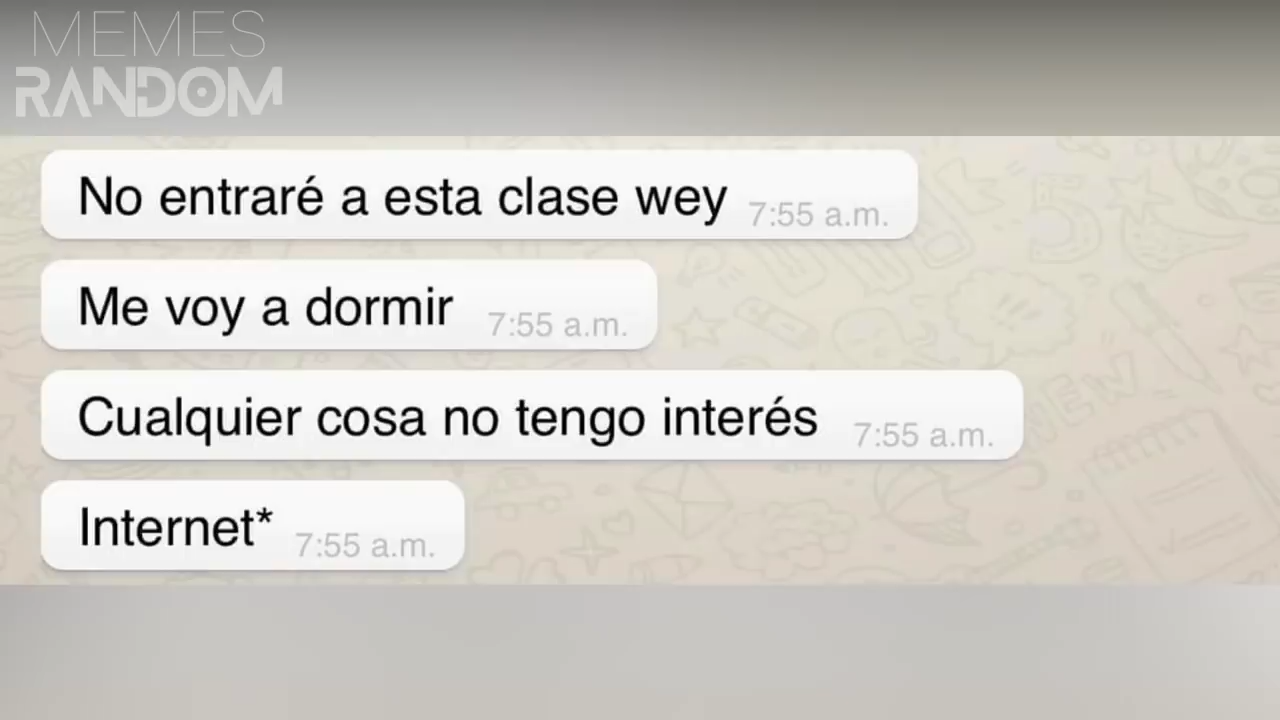 MEMES
RANDOM
No entraré a esta clase wey 7:55 a.m.
Me voy a dormir 7:55 a.m.
Cualquier cosa no tengo interés 7:55 a.m.
Internet* 7:55 a.m.
NEW